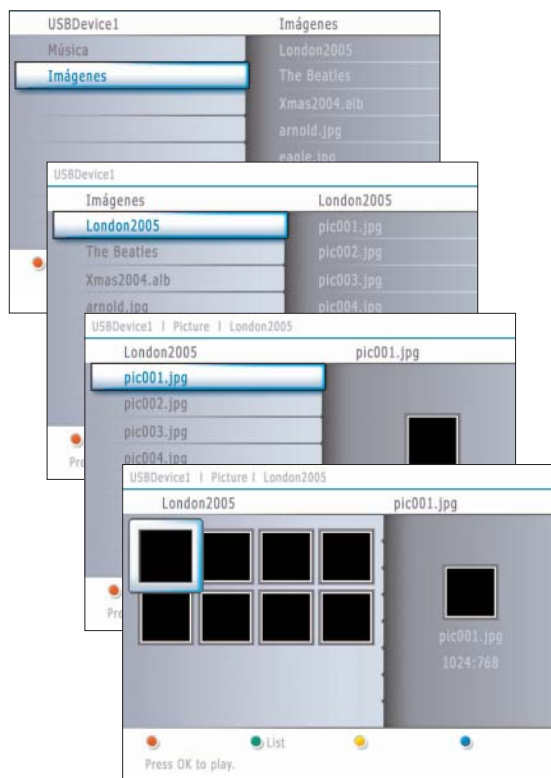 USBDevice1 Imágenes
Música London2005
Imágenes The Beatles
Xmas2004.alb
arnold.jpg
eagle.jpg
USBDevice1
Imágenes London2005
London2005 pic001.jpg
The Beatles pic002.jpg
Xmas2004.alb pic003.jpg
arnold.jpg pic004.jpg
USBDevice1 | Picture | London2005
London2005 pic001.jpg
pic001.jpg
pic002.jpg
pic003.jpg
pic004.jpg
Pre
USBDevice1 | Picture | London2005
London2005 pic001.jpg
pic001.jpg
1024:768
Pre
List
Press OK to play.